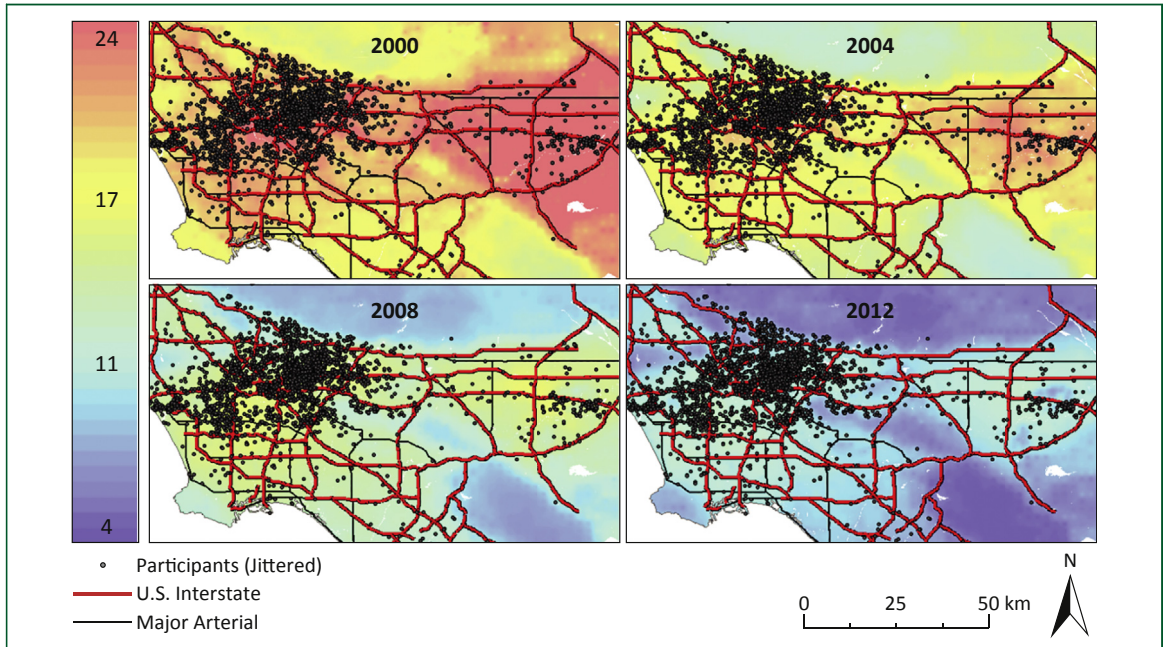 24
17
11
4
2000
2004
2008
2012
Participants (Jittered)
U.S. Interstate
Major Arterial
0 25 50 km
N